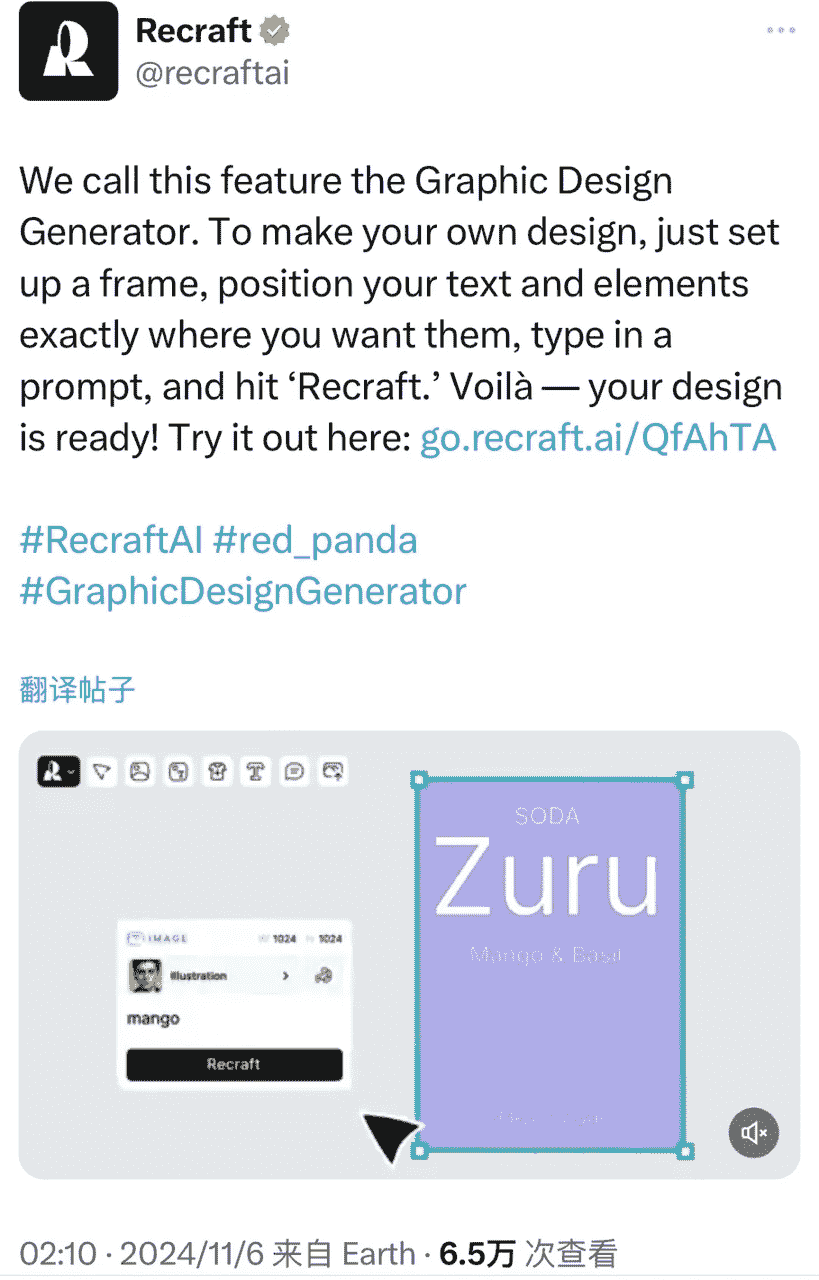 Recraft
@recraftai
We call this feature the Graphic Design
Generator. To make your own design, just set
up a frame, position your text and elements
exactly where you want them, type in a
prompt, and hit ‘Recraft.’ Voilà — your design
is ready! Try it out here: go.recraft.ai/QfAhTA
#RecraftAI #red_panda
#GraphicDesignGenerator
翻译帖子
SODA
Zuru
Mango & Basil
IMAGE 1024 1024
Illustration
mango
Recraft
02:10 · 2024/11/6 来自 Earth · 6.5万 次查看